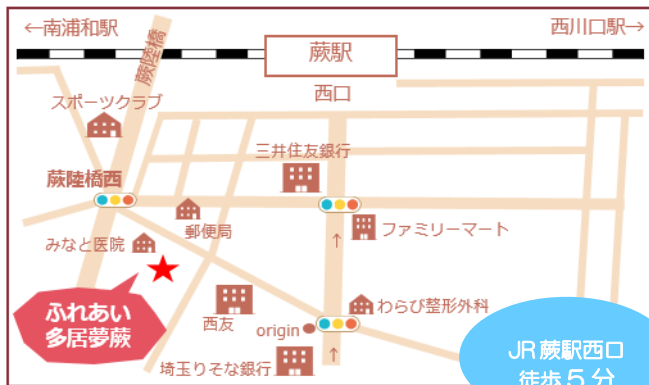 ←南浦和駅
西川口駅→
蕨駅
蕨陸橋
西口
スポーツクラブ
三井住友銀行
蕨陸橋西
郵便局
ファミリーマート
みなと医院
↑
ふれあい
多居夢蕨
西友
わらび整形外科
origin
埼玉りそな銀行
↑
JR蕨駅西口
徒歩5分